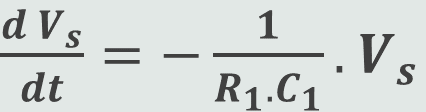 d V_s / dt = − 1 / R_1.C_1 . V_s